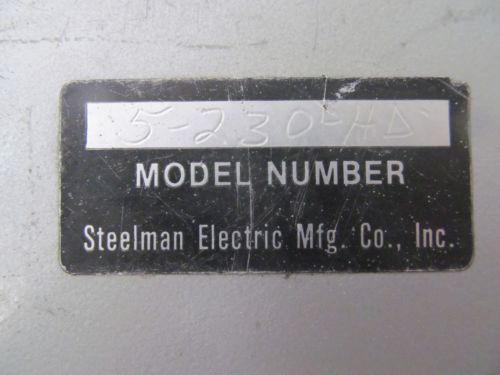 5-230-HD
MODEL NUMBER
Steelman Electric Mfg. Co., Inc.